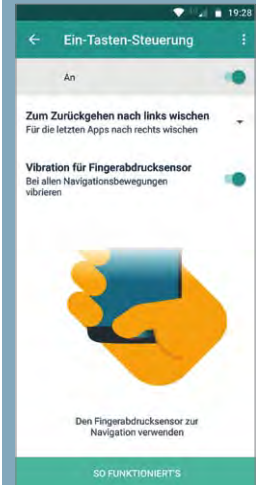 19:28
Ein-Tasten-Steuerung
An
Zum Zurückgehen nach links wischen
Für die letzten Apps nach rechts wischen
Vibration für Fingerabdrucksensor
Bei allen Navigationsbewegungen
vibrieren
Den Fingerabdrucksensor zur
Navigation verwenden
SO FUNKTIONIERT'S